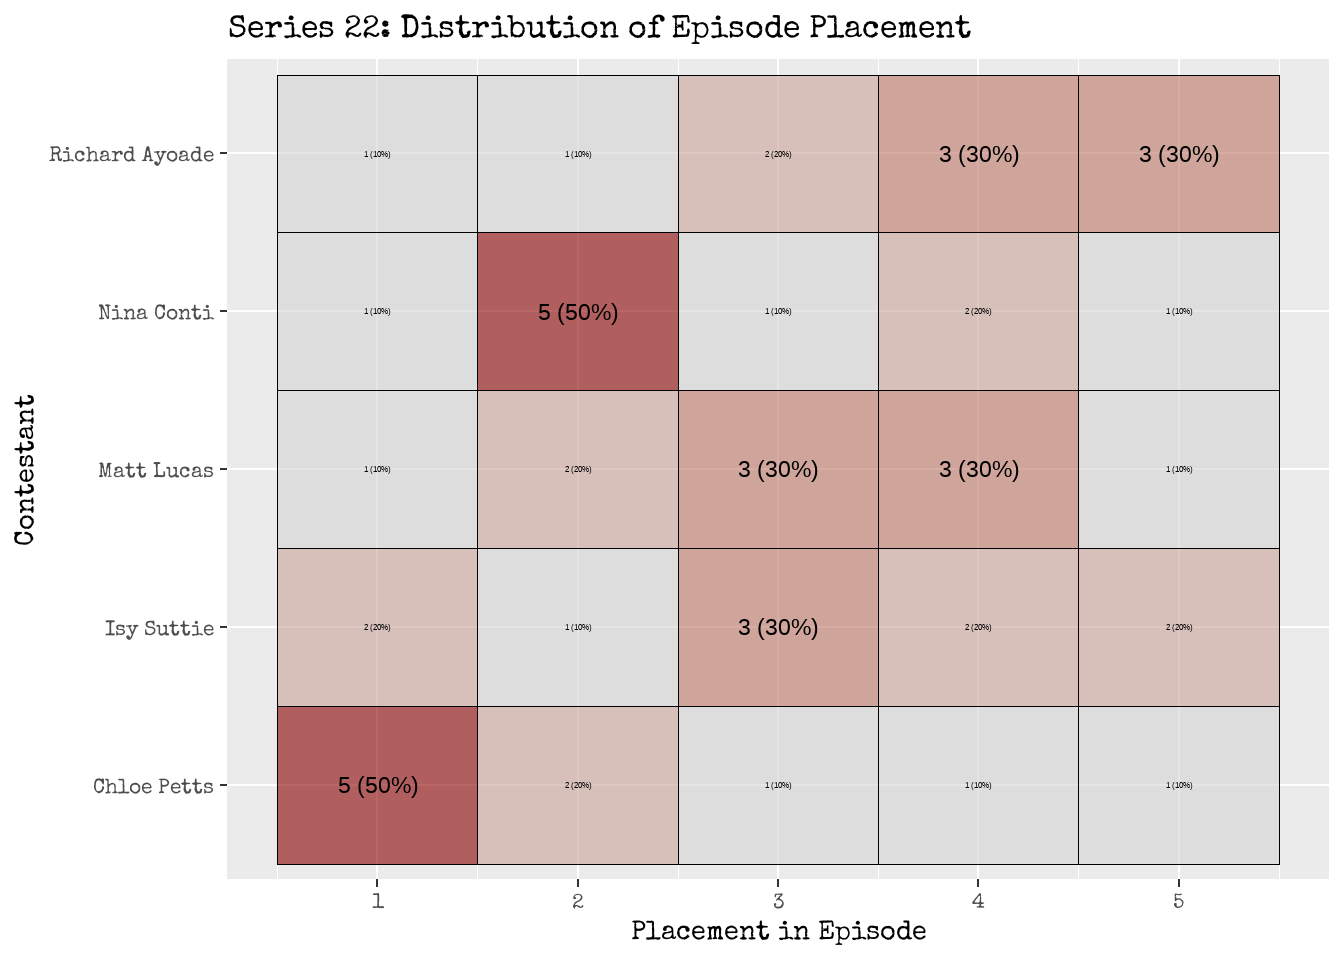 Series 22: Distribution of Episode Placement
Richard Ayoade 1 (10%) 1 (10%) 2 (20%) 3 (30%) 3 (30%)
Nina Conti 1 (10%) 5 (50%) 1 (10%) 2 (20%) 1 (10%)
Matt Lucas 1 (10%) 2 (20%) 3 (30%) 3 (30%) 1 (10%)
Isy Suttie 2 (20%) 1 (10%) 3 (30%) 2 (20%) 2 (20%)
Chloe Petts 5 (50%) 2 (20%) 1 (10%) 1 (10%) 1 (10%)
Contestant
1 2 3 4 5
Placement in Episode